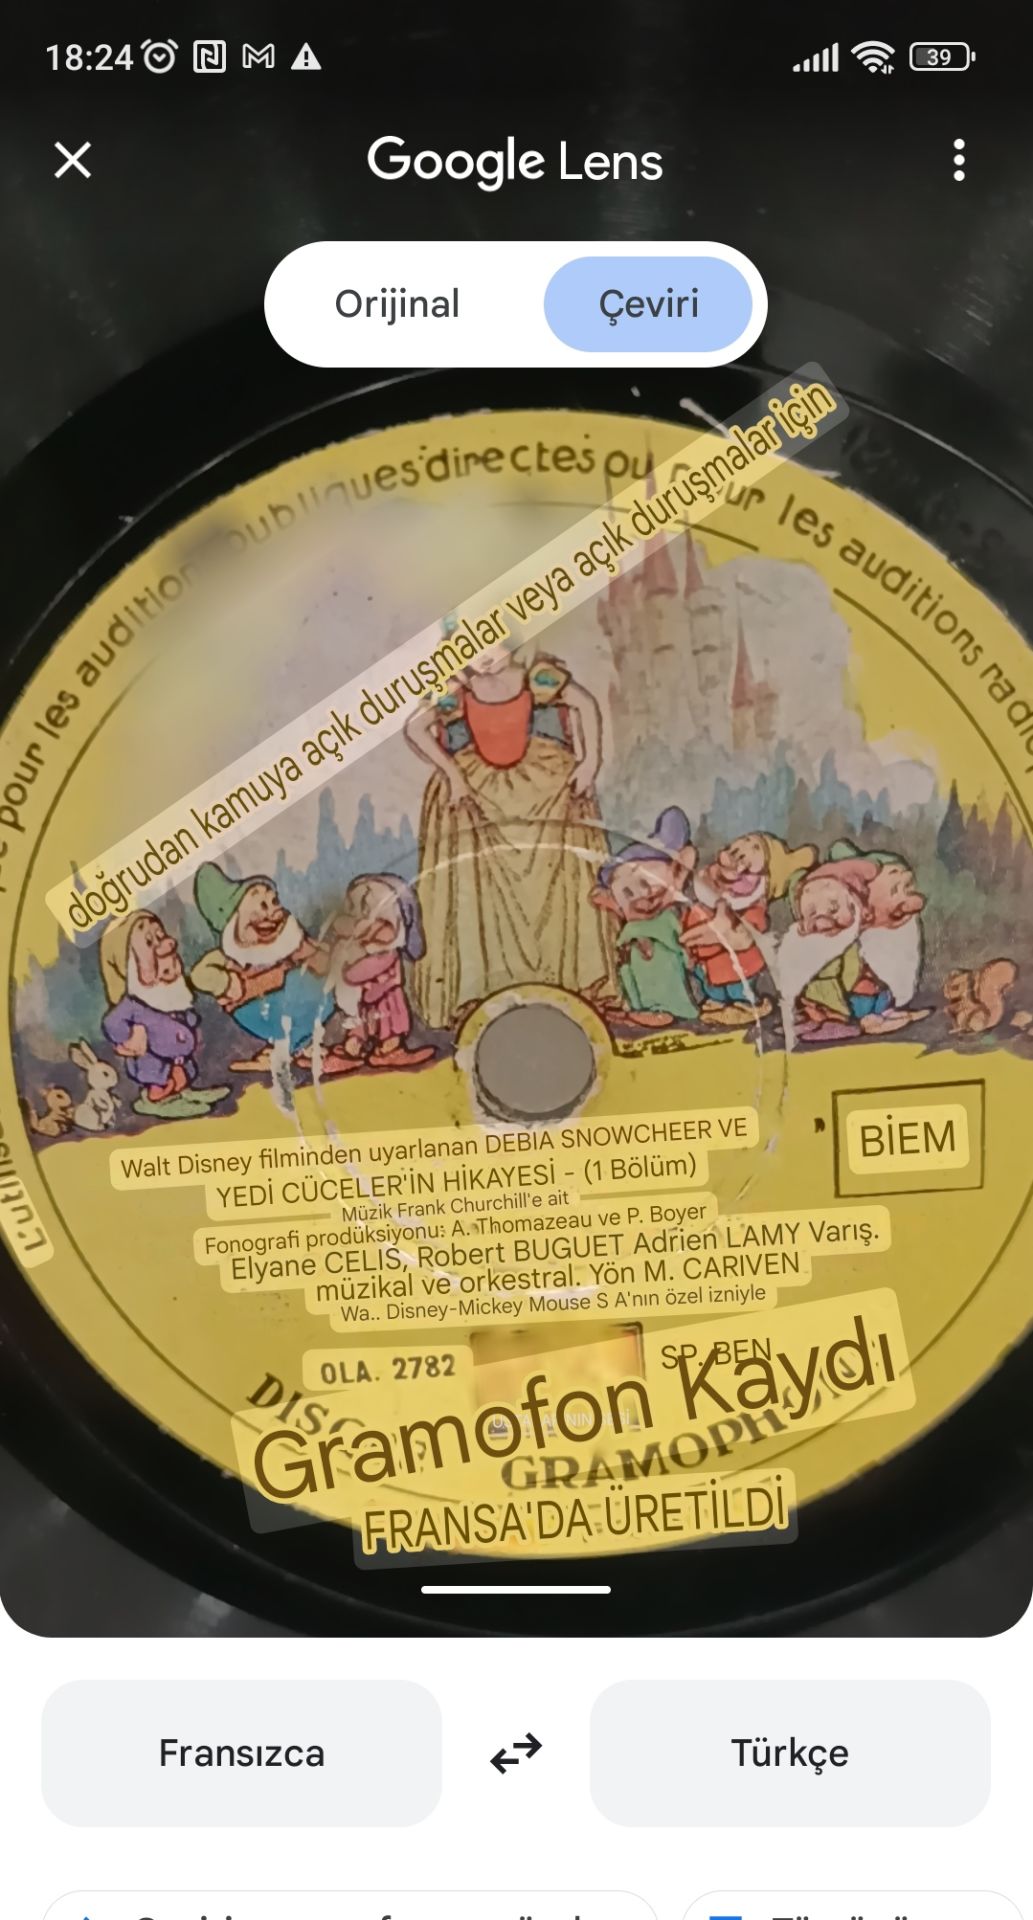 18:24
39
Google Lens
Orijinal
Çeviri
pour les auditions publiques directes ou pour les auditions
doğrudan kamuya açık duruşmalar veya açık duruşmalar için
BİEM
Walt Disney filminden uyarlanan DEBIA SNOWCHEER VE
YEDİ CÜCELER'İN HİKAYESİ - (1 Bölüm)
Müzik Frank Churchill'e ait
Fonografi prodüksiyonu: A. Thomazeau ve P. Boyer
Elyane CELIS, Robert BUGUET Adrien LAMY Varış.
müzikal ve orkestral. Yön M. CARIVEN
Wa.. Disney-Mickey Mouse S A'nın özel izniyle
OLA. 2782
SP. BEN
Gramofon Kaydı
FRANSA'DA ÜRETİLDİ
Fransızca
Türkçe